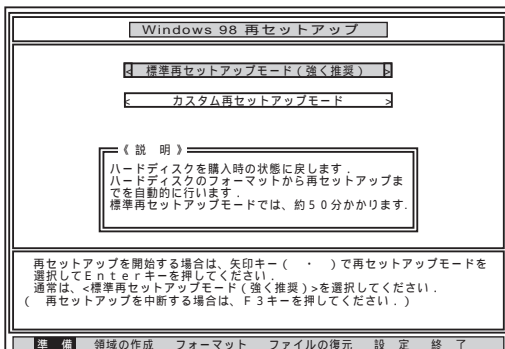 Windows 98 再セットアップ
< 標準再セットアップモード(強く推奨) >
< カスタム再セットアップモード >
《 説 明 》
ハードディスクを購入時の状態に戻します.
ハードディスクのフォーマットから再セットアップま
でを自動的に行います.
標準再セットアップモードでは、約50分かかります.
再セットアップを開始する場合は、矢印キー( ・ )で再セットアップモードを
選択してEnterキーを押してください.
通常は、<標準再セットアップモード(強く推奨)>を選択してください.
( 再セットアップを中断する場合は、F3キーを押してください.)
準 備 領域の作成 フォーマット ファイルの復元 設 定 終 了